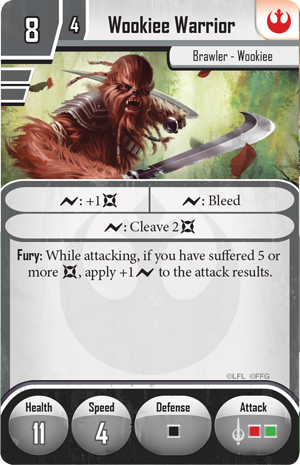 8
4
Wookiee Warrior
Brawler - Wookiee
: +1
: Bleed
: Cleave 2
Fury: While attacking, if you have suffered 5 or
more , apply +1 to the attack results.
©LFL ©FFG
Health
Speed
Defense
Attack
11
4